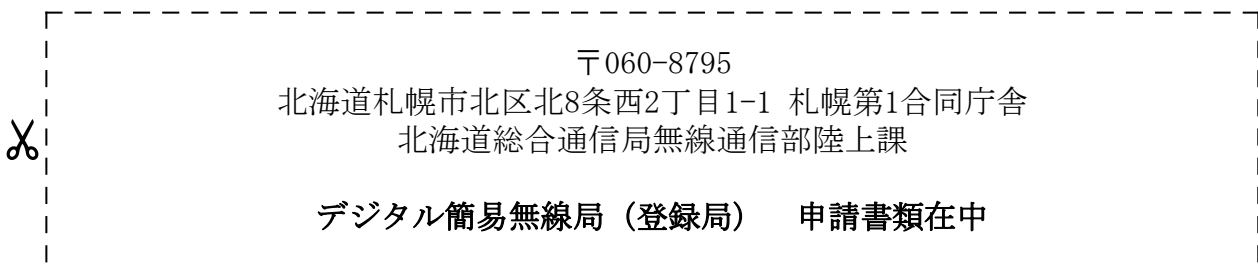 〒060-8795
北海道札幌市北区北8条西2丁目1-1 札幌第1合同庁舎
北海道総合通信局無線通信部陸上課
デジタル簡易無線局（登録局）　申請書類在中